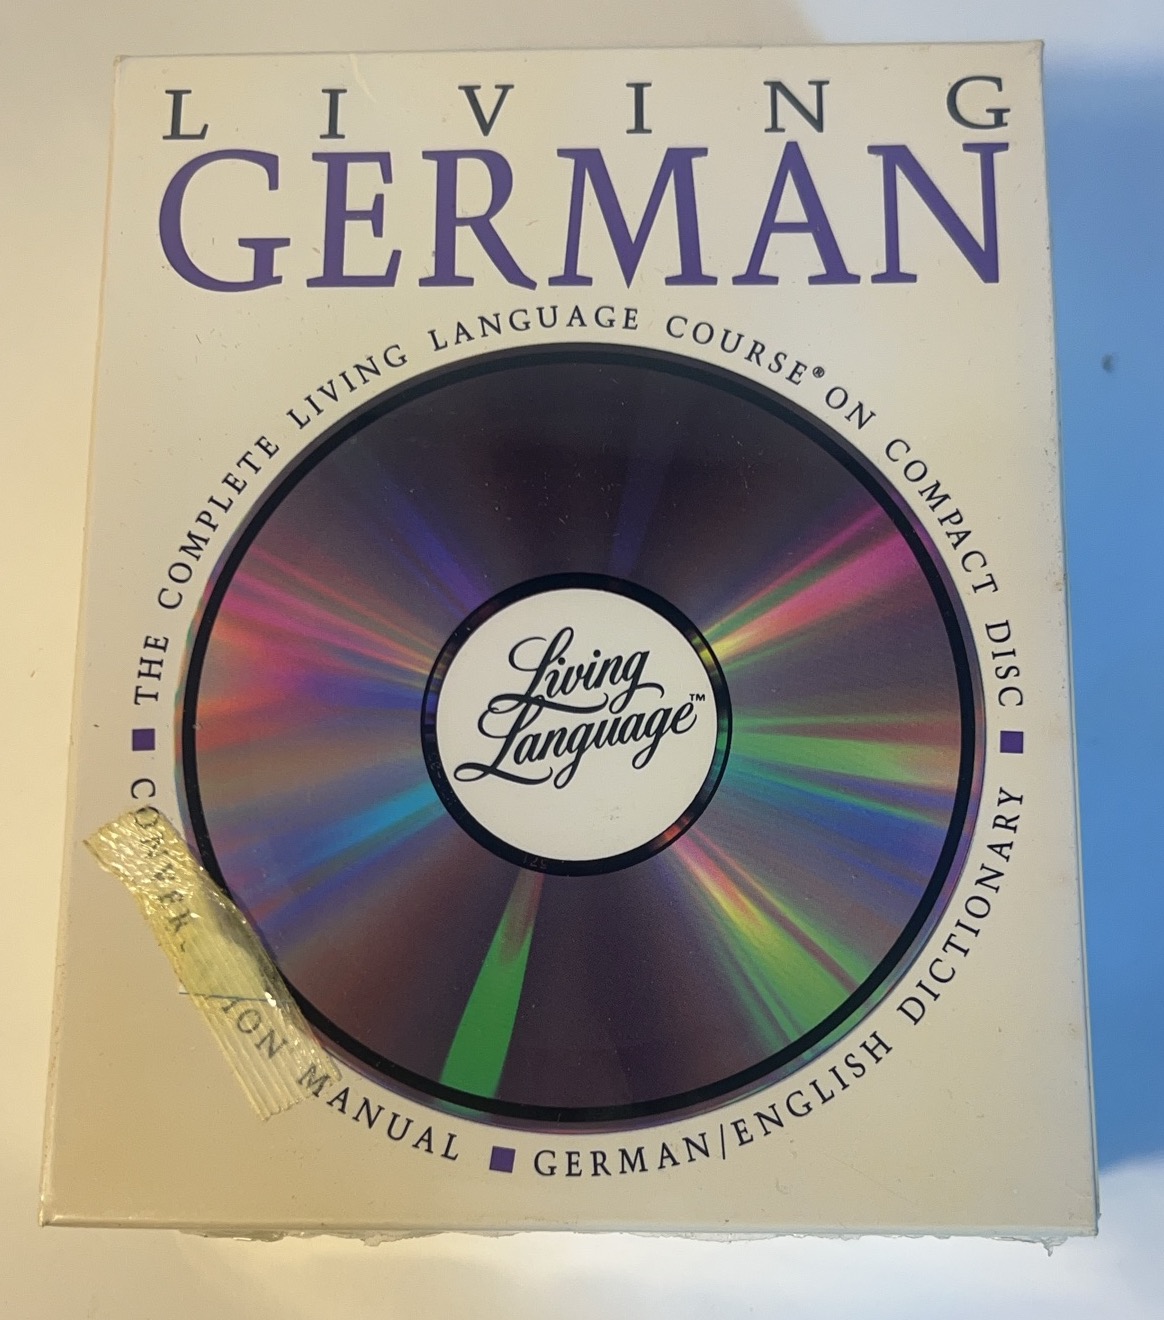 LIVING
GERMAN
THE COMPLETE LIVING LANGUAGE COURSE® ON COMPACT DISC
Living
Language™
GERMAN/ENGLISH DICTIONARY
MANUAL